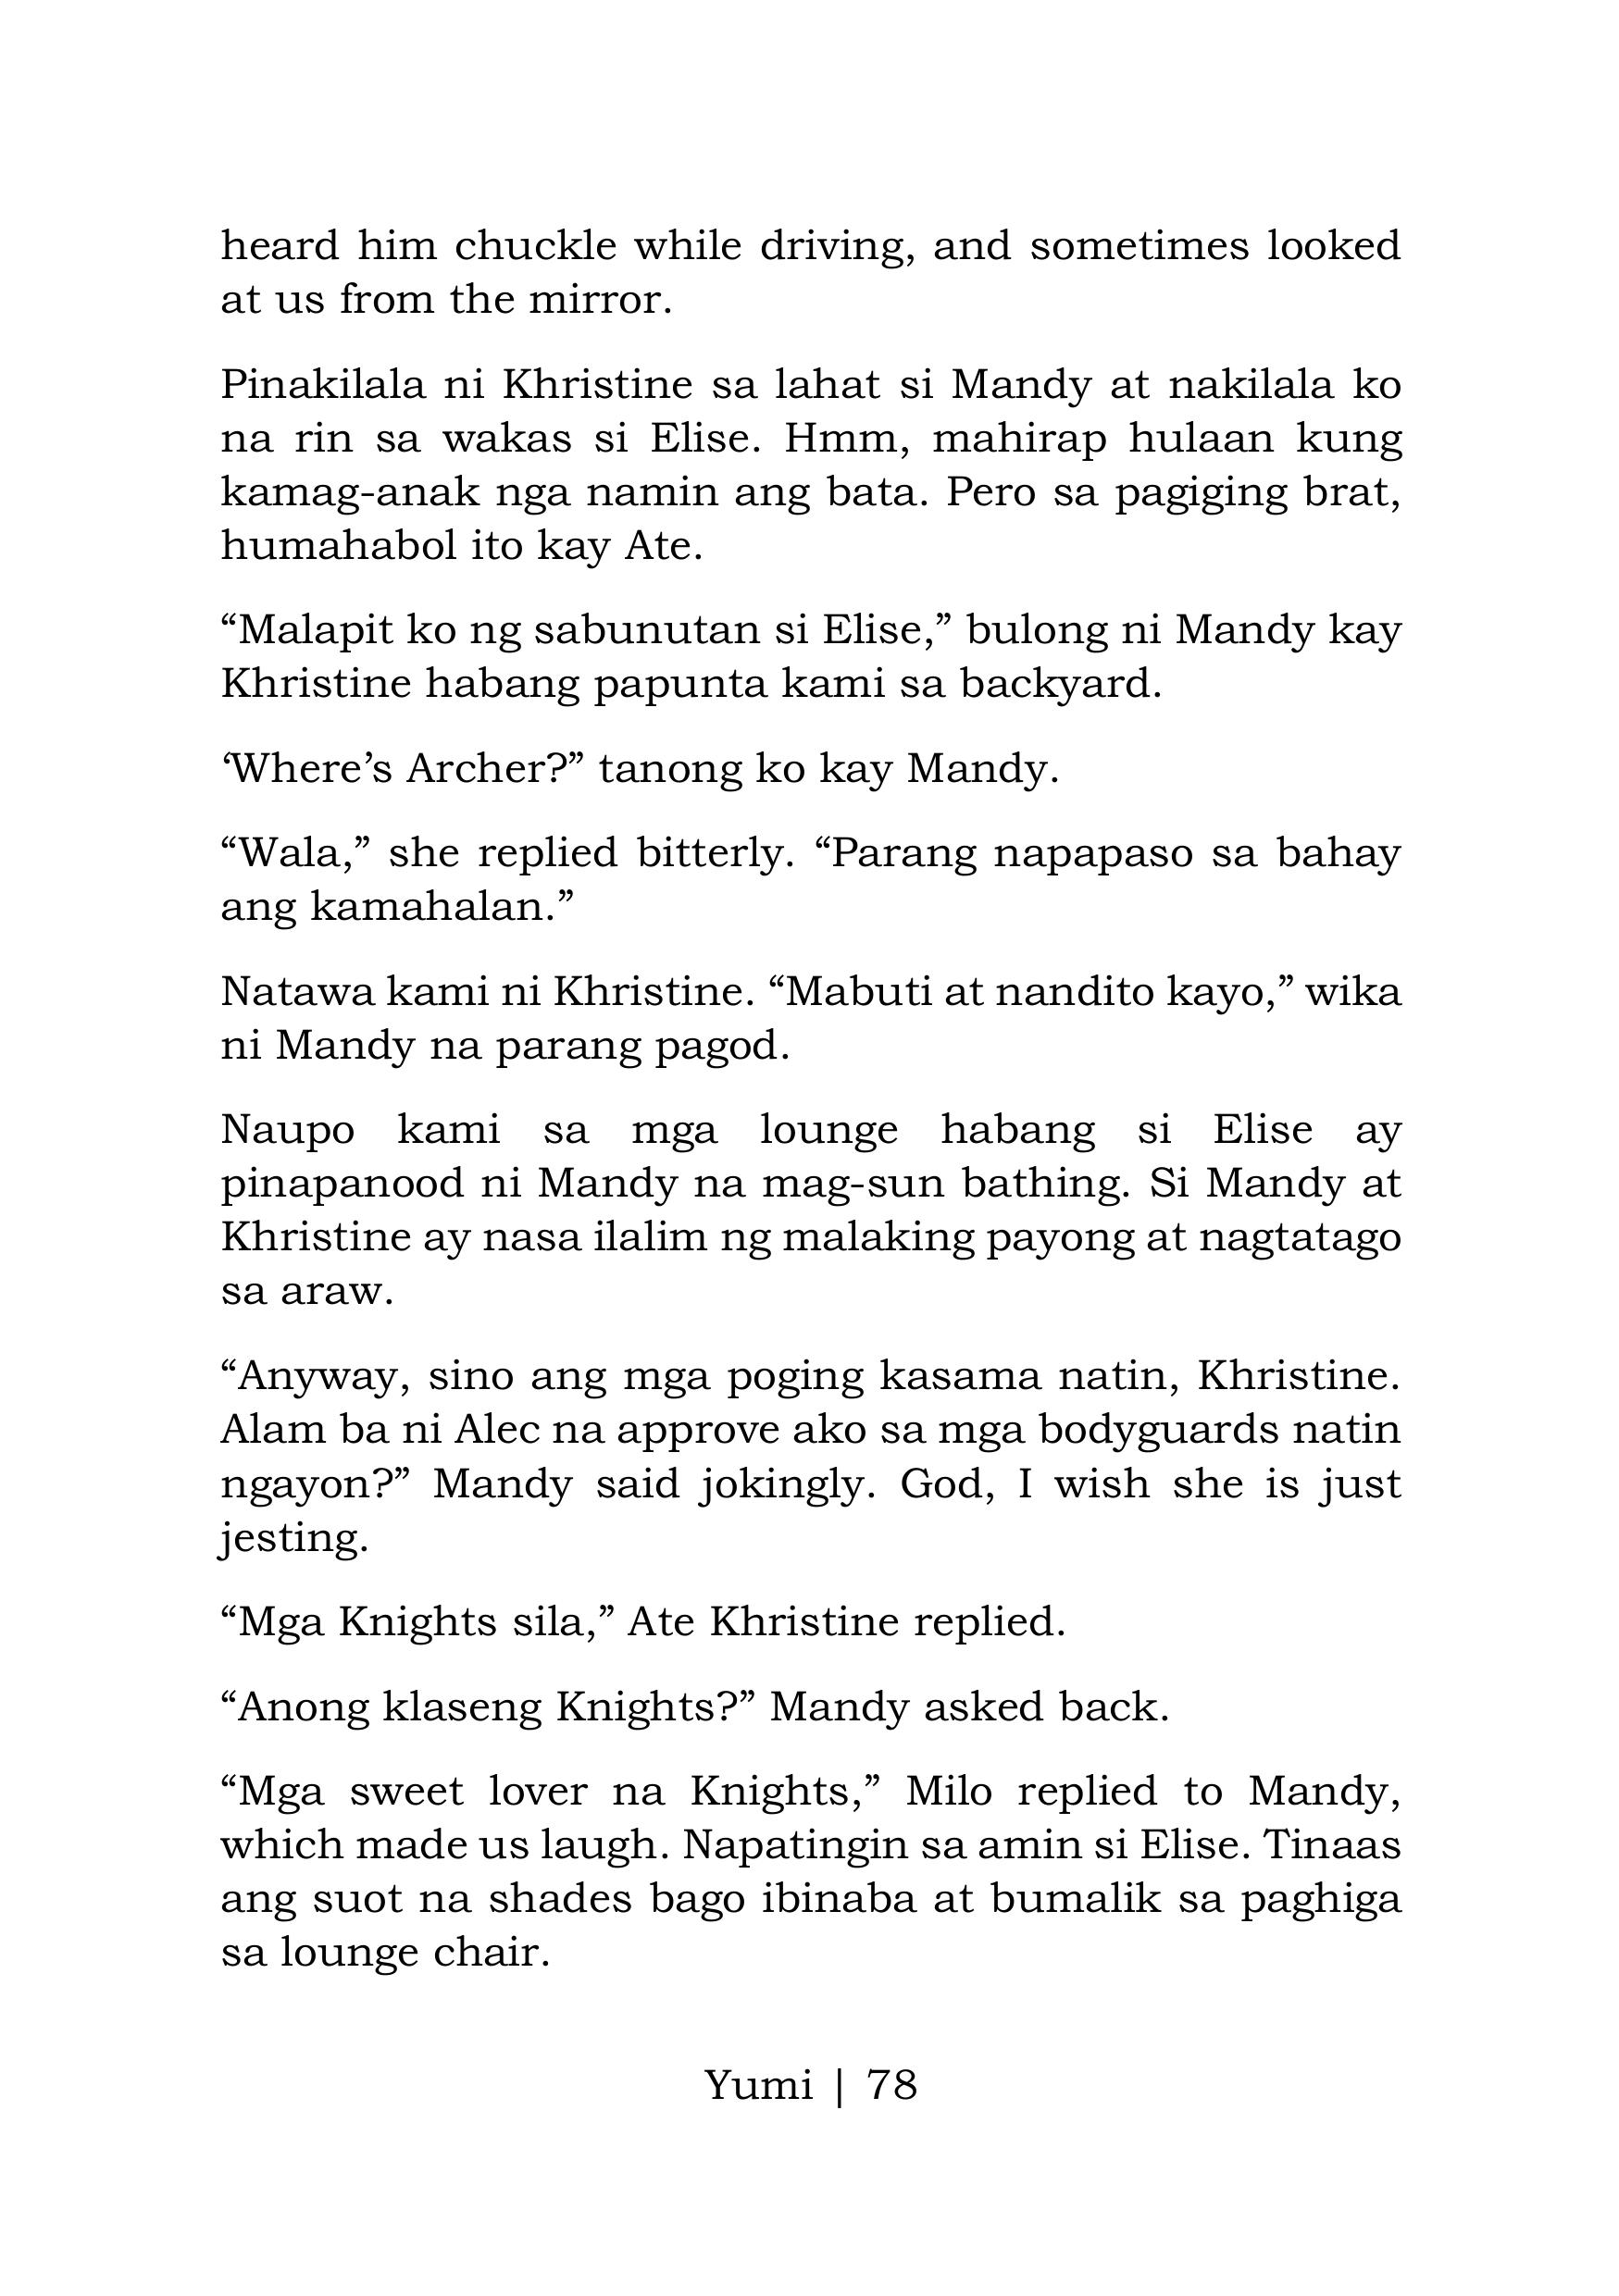 heard him chuckle while driving, and sometimes looked
at us from the mirror.
Pinakilala ni Khristine sa lahat si Mandy at nakilala ko
na rin sa wakas si Elise. Hmm, mahirap hulaan kung
kamag-anak nga namin ang bata. Pero sa pagiging brat,
humahabol ito kay Ate.
“Malapit ko ng sabunutan si Elise,” bulong ni Mandy kay
Khristine habang papunta kami sa backyard.
‘Where’s Archer?” tanong ko kay Mandy.
“Wala,” she replied bitterly. “Parang napapaso sa bahay
ang kamahalan.”
Natawa kami ni Khristine. “Mabuti at nandito kayo,” wika
ni Mandy na parang pagod.
Naupo kami sa mga lounge habang si Elise ay
pinapanood ni Mandy na mag-sun bathing. Si Mandy at
Khristine ay nasa ilalim ng malaking payong at nagtatago
sa araw.
“Anyway, sino ang mga poging kasama natin, Khristine.
Alam ba ni Alec na approve ako sa mga bodyguards natin
ngayon?” Mandy said jokingly. God, I wish she is just
jesting.
“Mga Knights sila,” Ate Khristine replied.
“Anong klaseng Knights?” Mandy asked back.
“Mga sweet lover na Knights,” Milo replied to Mandy,
which made us laugh. Napatingin sa amin si Elise. Tinaas
ang suot na shades bago ibinaba at bumalik sa paghiga
sa lounge chair.
Yumi | 78